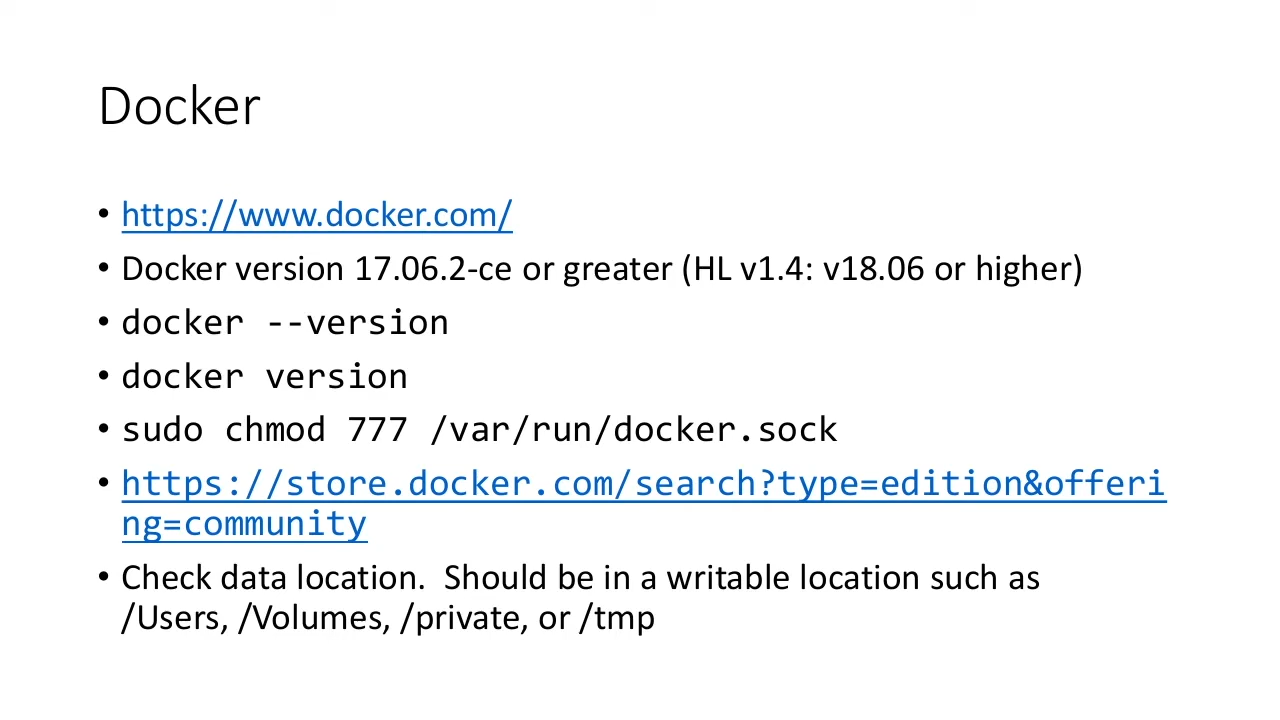 Docker
• https://www.docker.com/
• Docker version 17.06.2-ce or greater (HL v1.4: v18.06 or higher)
• docker --version
• docker version
• sudo chmod 777 /var/run/docker.sock
• https://store.docker.com/search?type=edition&offeri
ng=community
• Check data location.  Should be in a writable location such as
/Users, /Volumes, /private, or /tmp